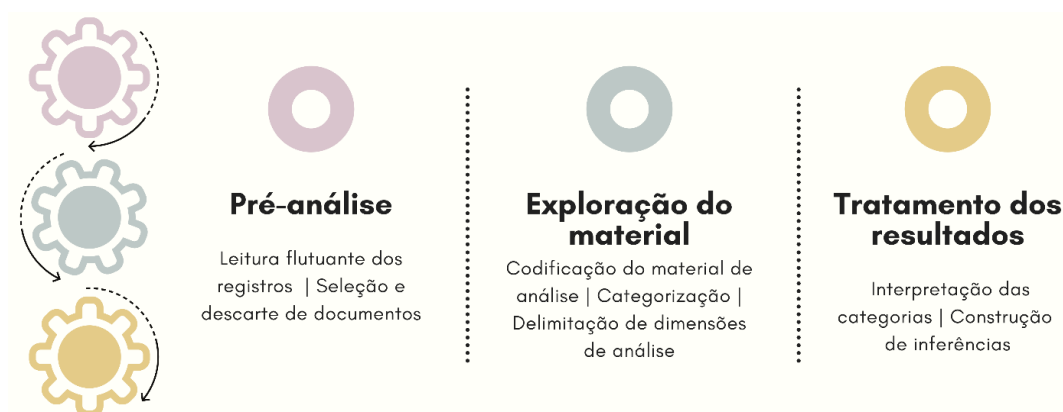 Pré-análise
Leitura flutuante dos
registros | Seleção e
descarte de documentos
Exploração do
material
Codificação do material de
análise | Categorização |
Delimitação de dimensões
de análise
Tratamento dos
resultados
Interpretação das
categorias | Construção
de inferências